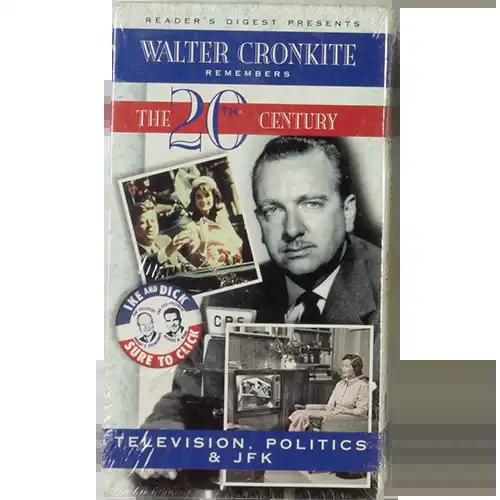 READER'S DIGEST PRESENTS
WALTER CRONKITE
REMEMBERS
THE 20TH CENTURY
IKE AND DICK
SURE TO CLICK
CBS
TELEVISION, POLITICS
& JFK